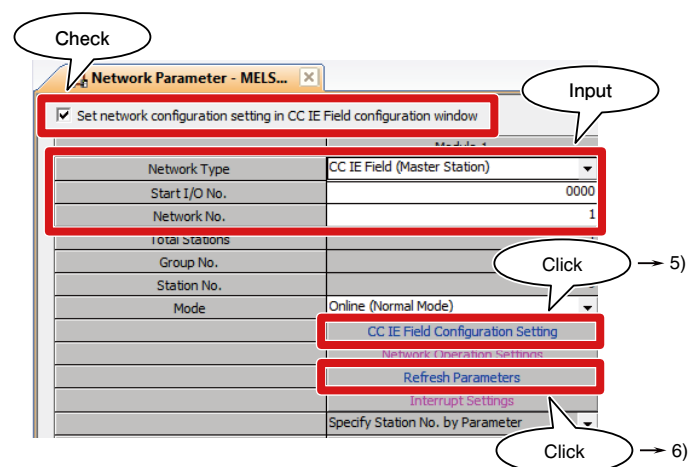 Check
Network Parameter - MELS...
Input
Set network configuration setting in CC IE Field configuration window
Network Type CC IE Field (Master Station)
Start I/O No. 0000
Network No. 1
Total Stations
Group No.
Click → 5)
Station No.
Mode Online (Normal Mode)
CC IE Field Configuration Setting
Network Operation Settings
Refresh Parameters
Interrupt Settings
Specify Station No. by Parameter
Click → 6)